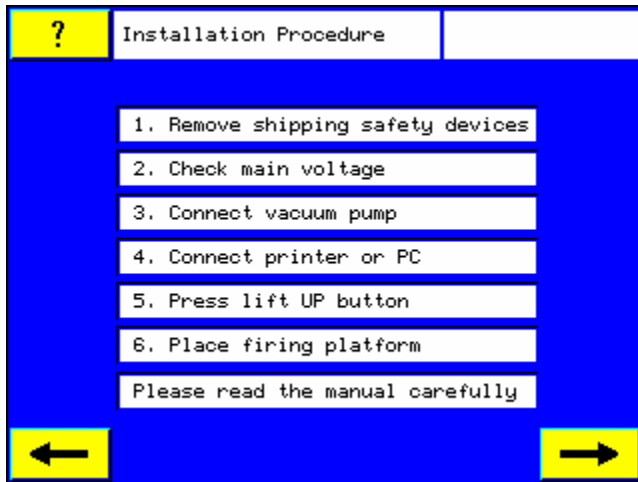 ?
Installation Procedure
1. Remove shipping safety devices
2. Check main voltage
3. Connect vacuum pump
4. Connect printer or PC
5. Press lift UP button
6. Place firing platform
Please read the manual carefully